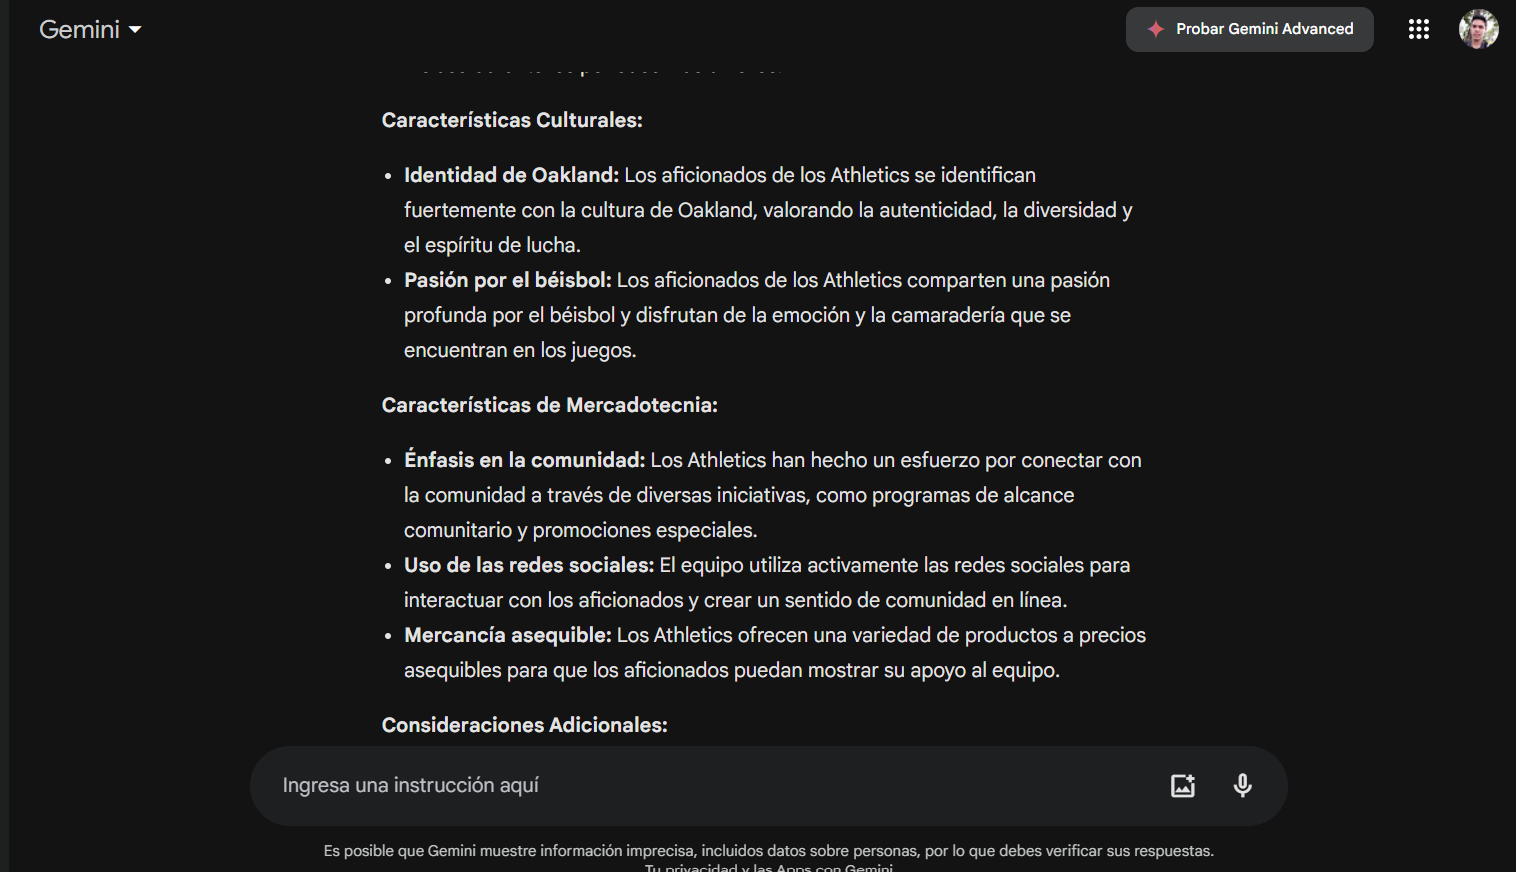 Gemini
Probar Gemini Advanced
Características Culturales:
• Identidad de Oakland: Los aficionados de los Athletics se identifican
fuertemente con la cultura de Oakland, valorando la autenticidad, la diversidad y
el espíritu de lucha.
• Pasión por el béisbol: Los aficionados de los Athletics comparten una pasión
profunda por el béisbol y disfrutan de la emoción y la camaradería que se
encuentran en los juegos.
Características de Mercadotecnia:
• Énfasis en la comunidad: Los Athletics han hecho un esfuerzo por conectar con
la comunidad a través de diversas iniciativas, como programas de alcance
comunitario y promociones especiales.
• Uso de las redes sociales: El equipo utiliza activamente las redes sociales para
interactuar con los aficionados y crear un sentido de comunidad en línea.
• Mercancía asequible: Los Athletics ofrecen una variedad de productos a precios
asequibles para que los aficionados puedan mostrar su apoyo al equipo.
Consideraciones Adicionales:
Ingresa una instrucción aquí
Es posible que Gemini muestre información imprecisa, incluidos datos sobre personas, por lo que debes verificar sus respuestas.
Tu privacidad y las Apps con Gemini